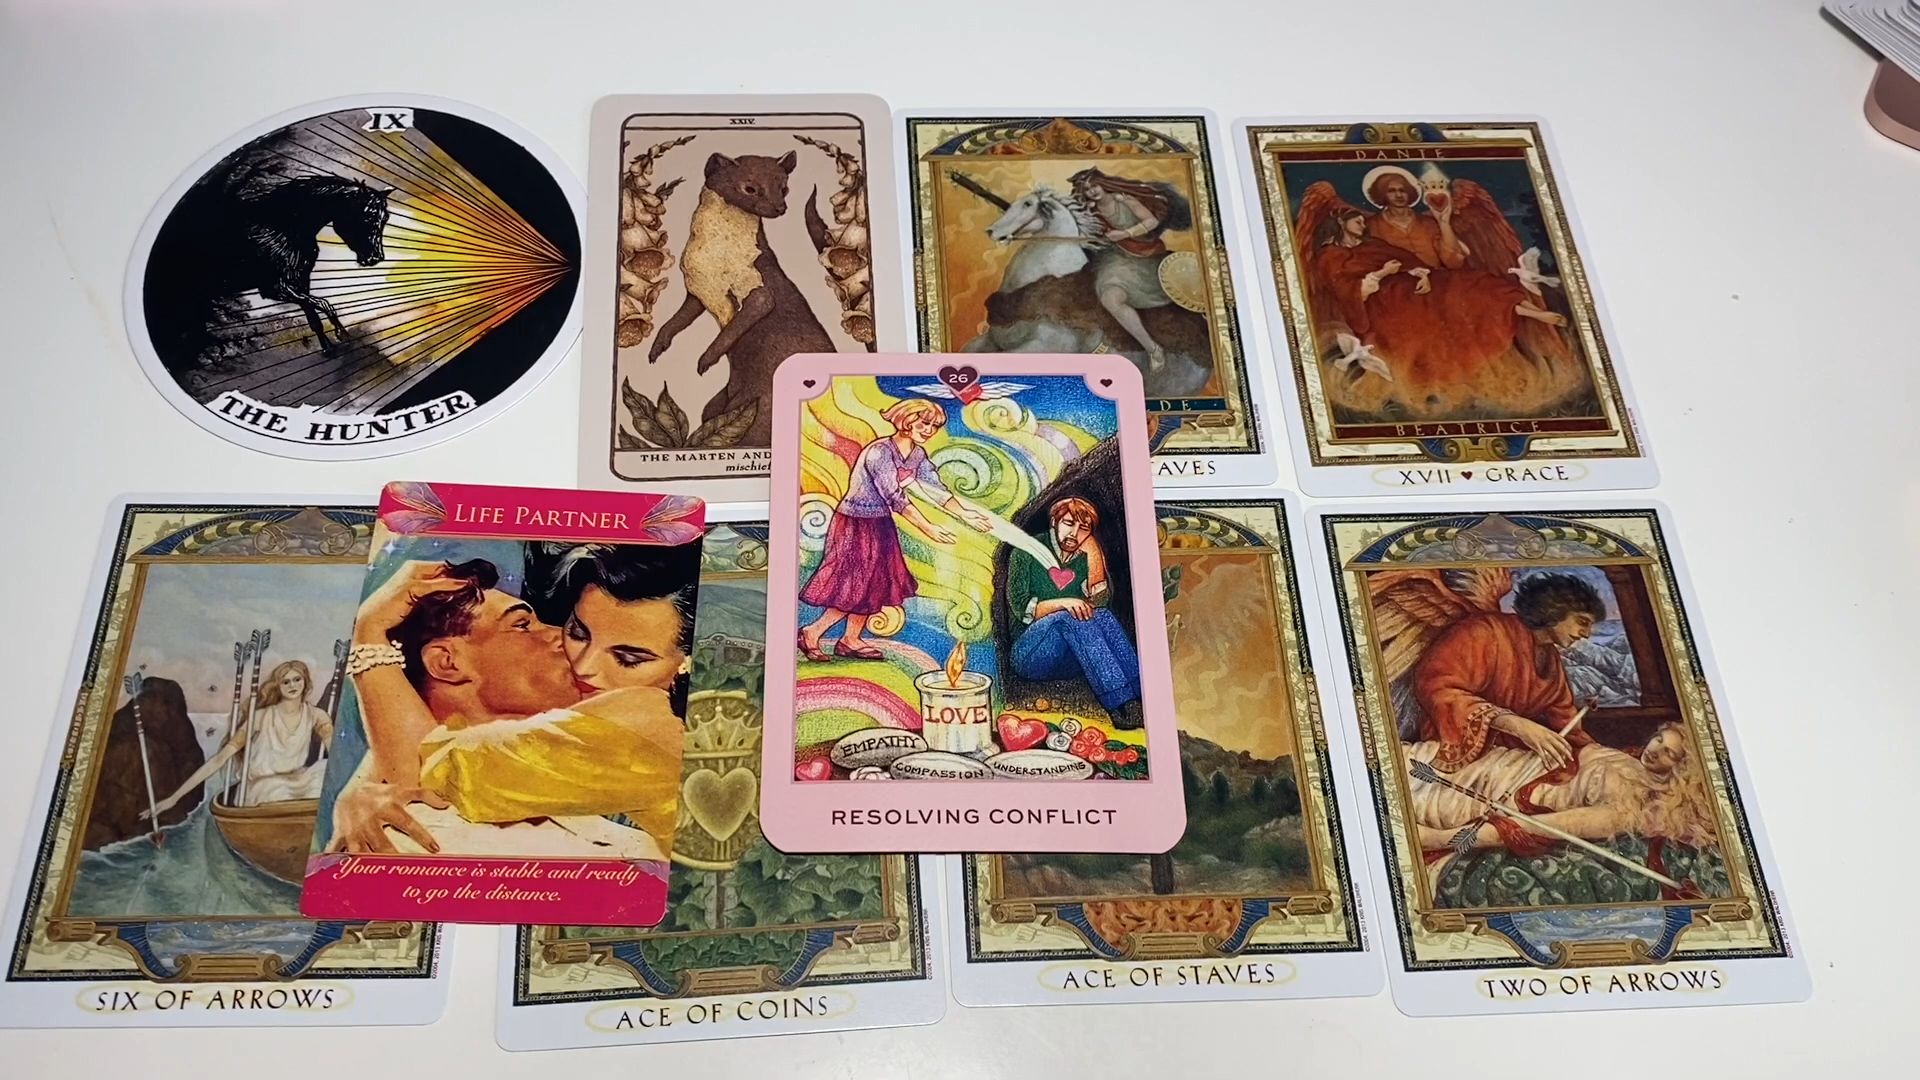 IX
THE HUNTER
XXIV
THE MARTEN AND
mischief
DE
AVES
DANTE
BEATRICE
XVII ♥ GRACE
LIFE PARTNER
Your romance is stable and ready
to go the distance.
26
LOVE
EMPATHY
COMPASSION
UNDERSTANDING
RESOLVING CONFLICT
SIX OF ARROWS
ACE OF COINS
ACE OF STAVES
TWO OF ARROWS